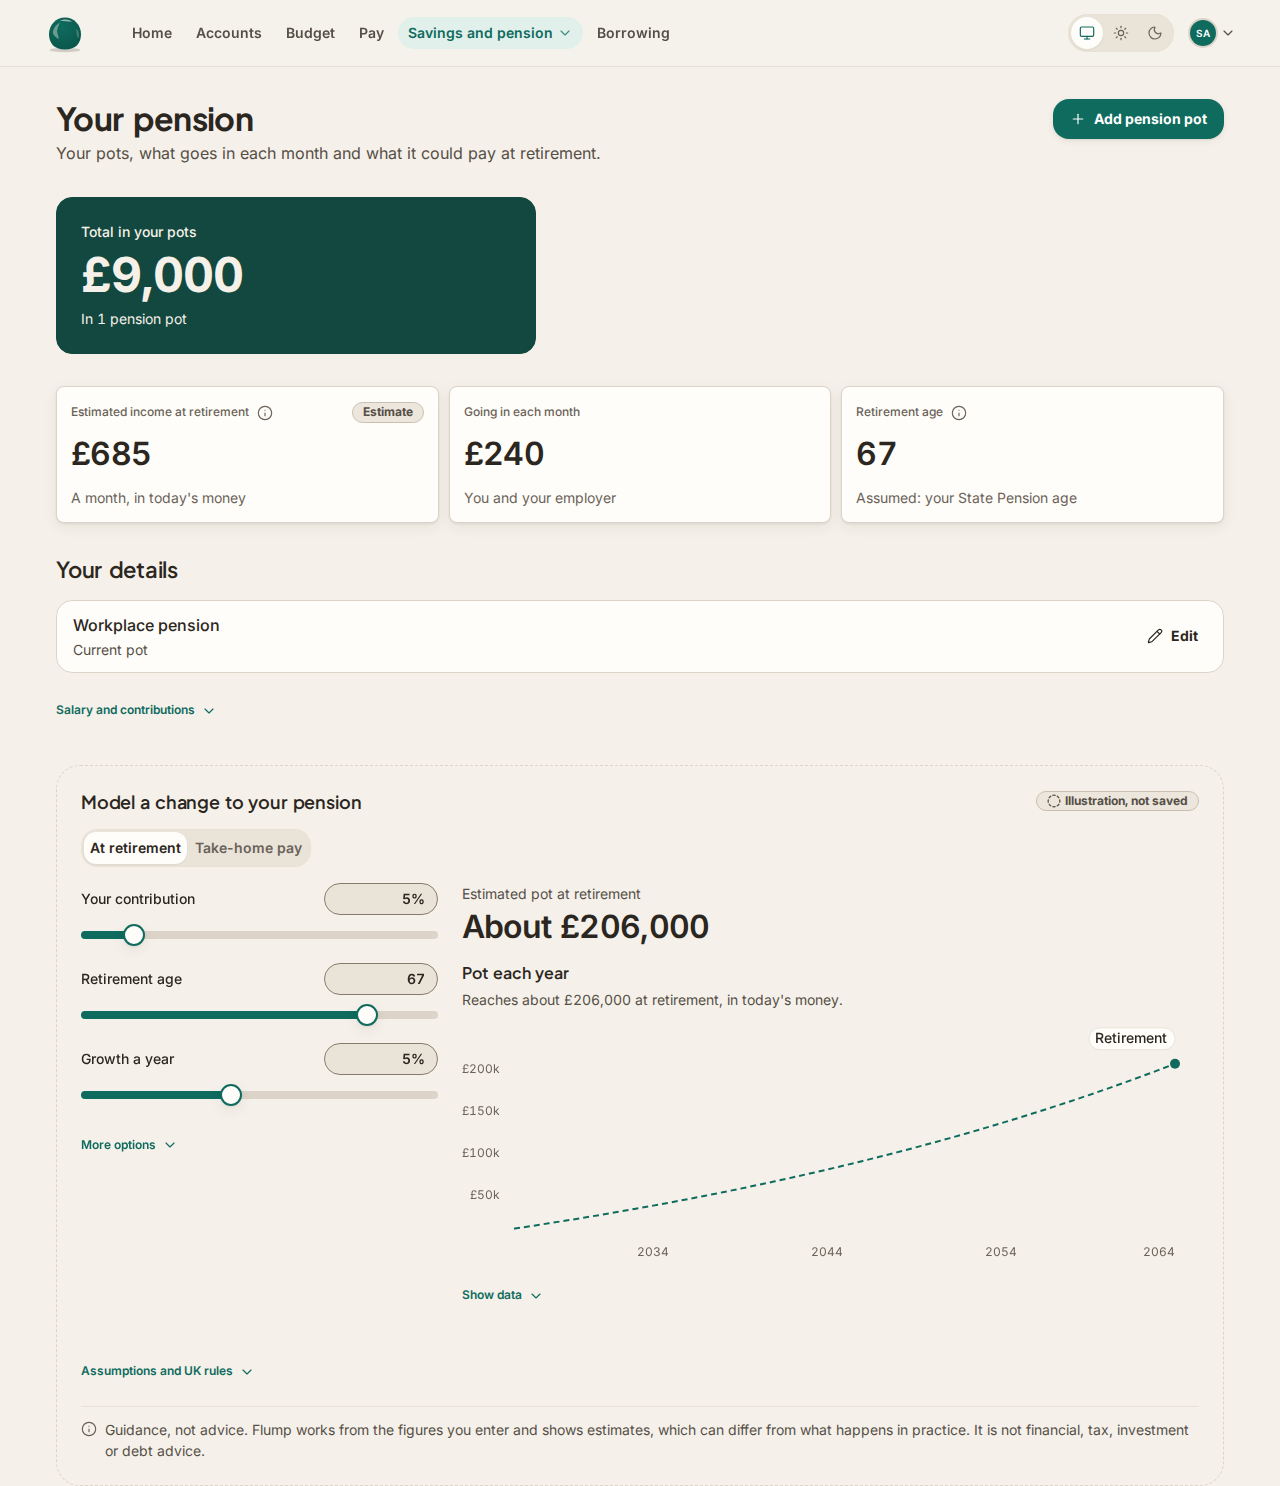 Home
Accounts
Budget
Pay
Savings and pension
Borrowing
SA
Your pension
Add pension pot
Your pots, what goes in each month and what it could pay at retirement.
Total in your pots
£9,000
In 1 pension pot
Estimated income at retirement
Estimate
£685
A month, in today's money
Going in each month
£240
You and your employer
Retirement age
67
Assumed: your State Pension age
Your details
Workplace pension
Current pot
Edit
Salary and contributions
Model a change to your pension
Illustration, not saved
At retirement
Take-home pay
Your contribution
5%
Retirement age
67
Growth a year
5%
More options
Estimated pot at retirement
About £206,000
Pot each year
Reaches about £206,000 at retirement, in today's money.
Retirement
£200k
£150k
£100k
£50k
2034
2044
2054
2064
Show data
Assumptions and UK rules
Guidance, not advice. Flump works from the figures you enter and shows estimates, which can differ from what happens in practice. It is not financial, tax, investment
or debt advice.